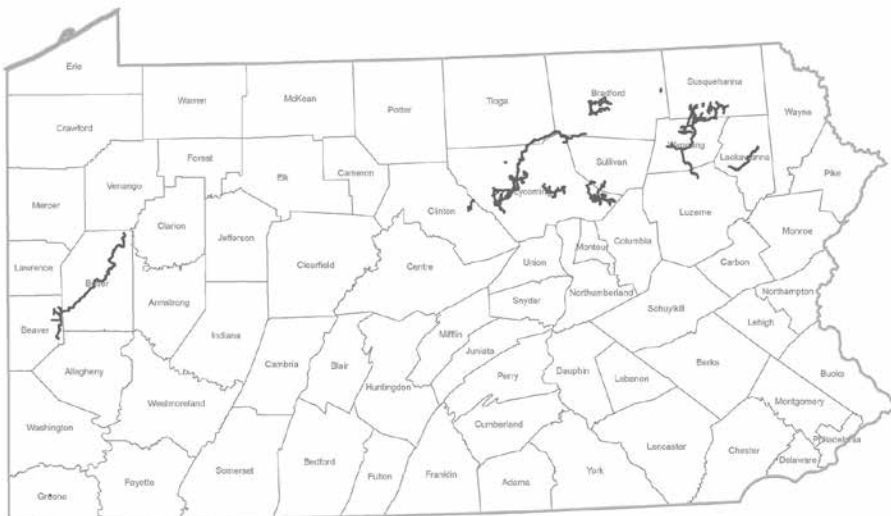 Erie
Susquehanna
Warren
McKean
Tioga
Bradford
Potter
Wayne
Crawford
Wyoming
Forest
Sullivan
Lackawanna
Cameron
Elk
Pike
Venango
Lycoming
Mercer
Clinton
Luzerne
Clarion
Monroe
Jefferson
Columbia
Montour
Lawrence
Clearfield
Centre
Union
Carbon
Butler
Northampton
Snyder
Northumberland
Armstrong
Schuylkill
Beaver
Lehigh
Indiana
Mifflin
Juniata
Allegheny
Cambria
Blair
Berks
Bucks
Perry
Dauphin
Huntingdon
Lebanon
Westmoreland
Montgomery
Cumberland
Washington
Philadelphia
Lancaster
Chester
Bedford
Somerset
Delaware
York
Fulton
Franklin
Fayette
Adams
Greene